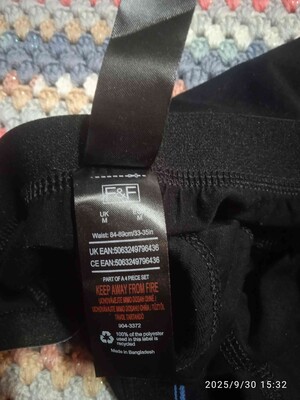 F&F
UK
M
M
Waist: 84-89cm/33-35in
UK EAN:5063249796436
CE EAN:5063249796436
PART OF A 4 PIECE SET
KEEP AWAY FROM FIRE
904-3372
100% of polyester
used in this label is
recycled
Made in Bangladesh
2025/9/30 15:32